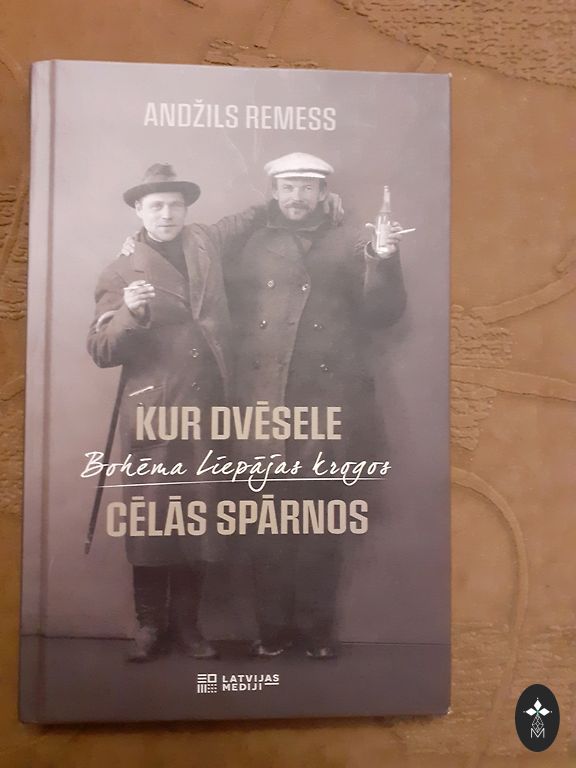 ANDŽILS REMESS
KUR DVĒSELE
Bohēma Liepājas krogos
CĒLĀS SPĀRNOS
LATVIJAS
MEDIJI
M